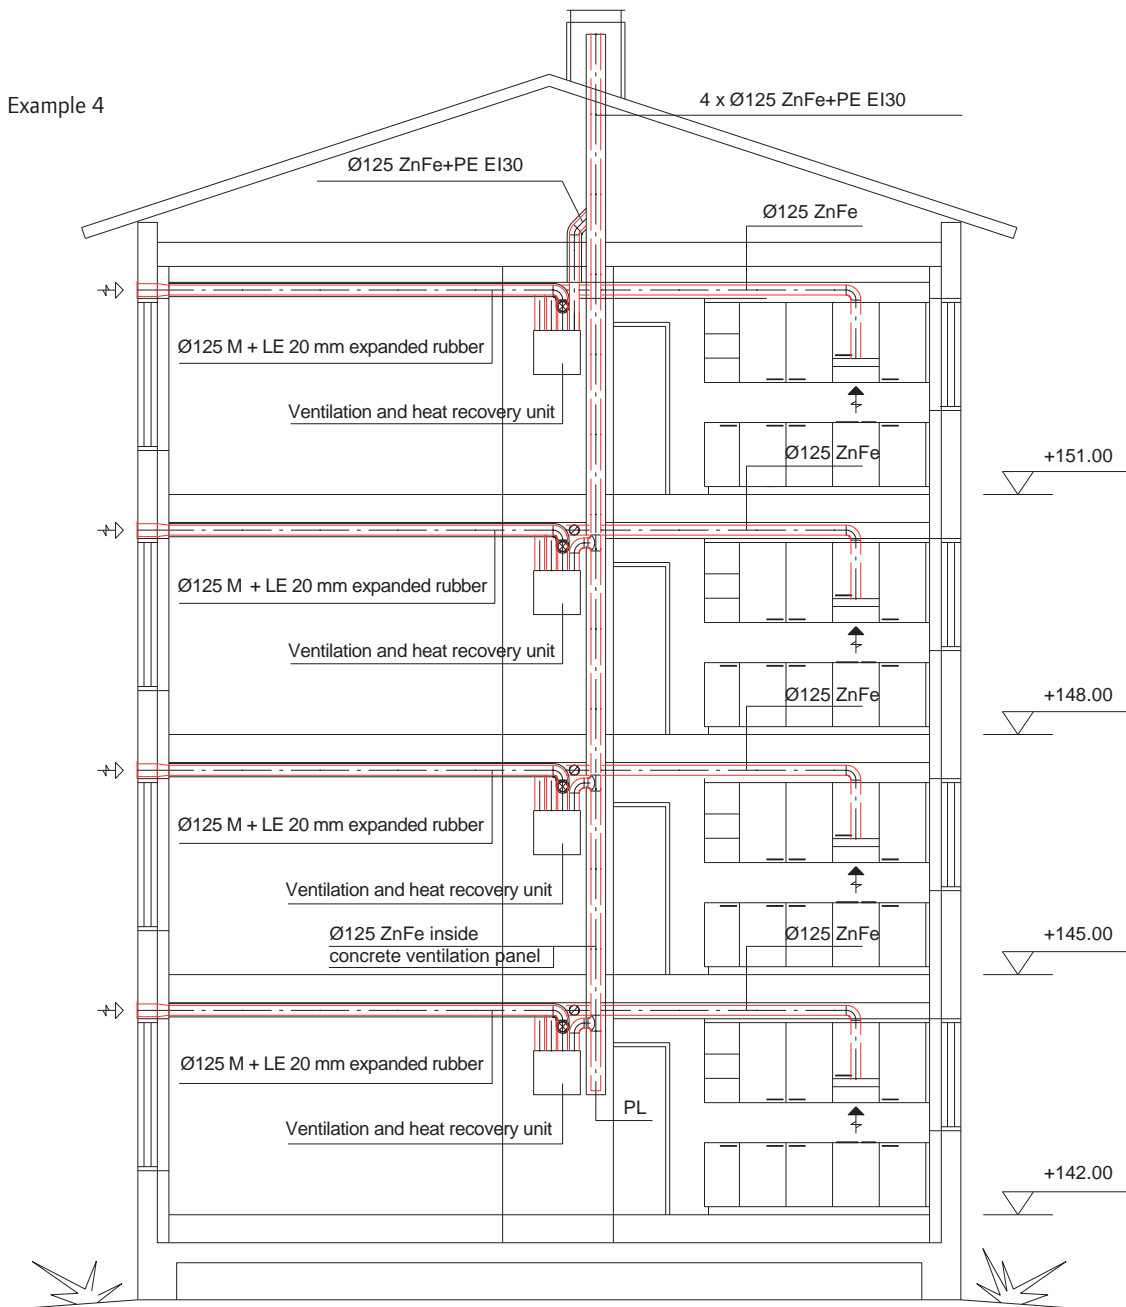 Example 4
4 x Ø125 ZnFe+PE EI30
Ø125 ZnFe+PE EI30
Ø125 ZnFe
Ø125 M + LE 20 mm expanded rubber
Ventilation and heat recovery unit
Ø125 ZnFe
+151.00
Ø125 M + LE 20 mm expanded rubber
Ventilation and heat recovery unit
Ø125 ZnFe
+148.00
Ø125 M + LE 20 mm expanded rubber
Ventilation and heat recovery unit
Ø125 ZnFe inside
concrete ventilation panel
Ø125 ZnFe
+145.00
Ø125 M + LE 20 mm expanded rubber
PL
Ventilation and heat recovery unit
+142.00